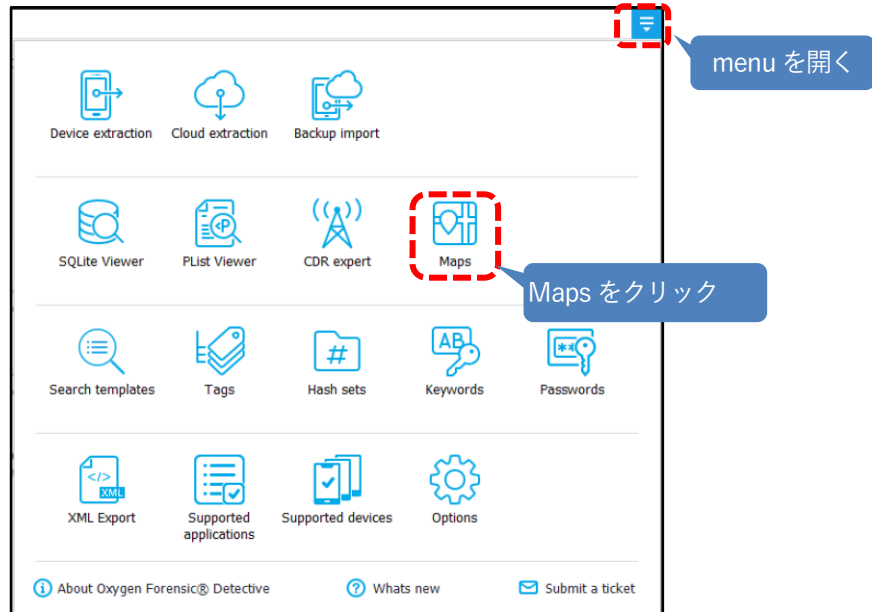 menu を開く
Device extraction
Cloud extraction
Backup import
SQLite Viewer
PList Viewer
CDR expert
Maps
Maps をクリック
Search templates
Tags
Hash sets
Keywords
Passwords
XML Export
Supported
applications
Supported devices
Options
About Oxygen Forensic® Detective
Whats new
Submit a ticket
P
#
AB
**
</>
XML
i
?